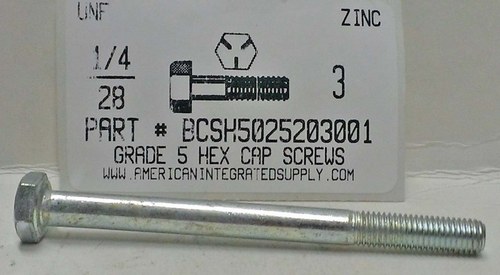 UNF ZINC
1/4
28
3
PART # BCSH5025203001
GRADE 5 HEX CAP SCREWS
WWW.AMERICANINTEGRATEDSUPPLY.COM